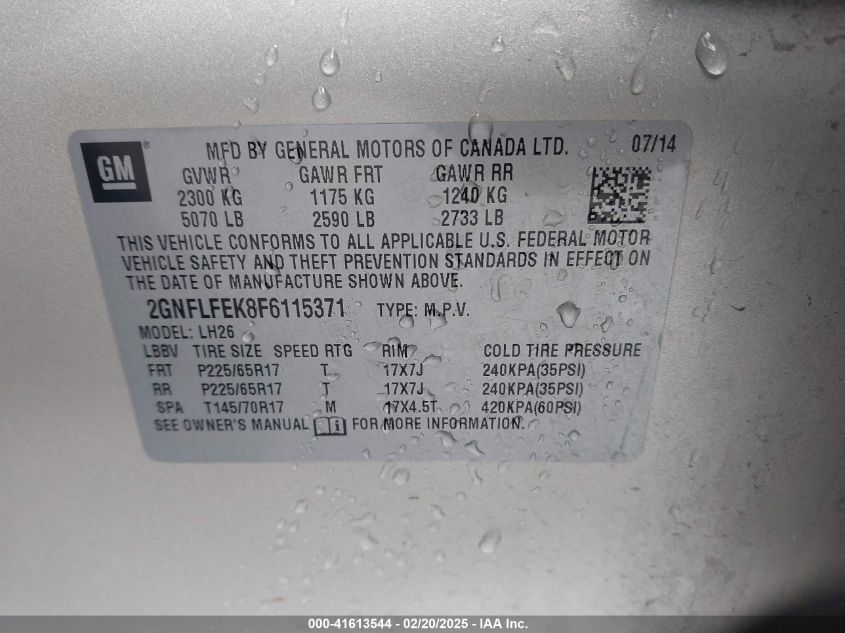 GM ® MFD BY GENERAL MOTORS OF CANADA LTD. 07/14
GVWR GAWR FRT GAWR RR
2300 KG 1175 KG 1240 KG
5070 LB 2590 LB 2733 LB
THIS VEHICLE CONFORMS TO ALL APPLICABLE U.S. FEDERAL MOTOR
VEHICLE SAFETY AND THEFT PREVENTION STANDARDS IN EFFECT ON
THE DATE OF MANUFACTURE SHOWN ABOVE.
2GNFLFEK8F6115371 TYPE: M.P.V.
MODEL: LH26
LBBV TIRE SIZE SPEED RTG RIM COLD TIRE PRESSURE
FRT P225/65R17 T 17X7J 240KPA(35PSI)
RR P225/65R17 T 17X7J 240KPA(35PSI)
SPA T145/70R17 M 17X4.5T 420KPA(60PSI)
SEE OWNER'S MANUAL FOR MORE INFORMATION.
000-41613544 - 02/20/2025 - IAA Inc.